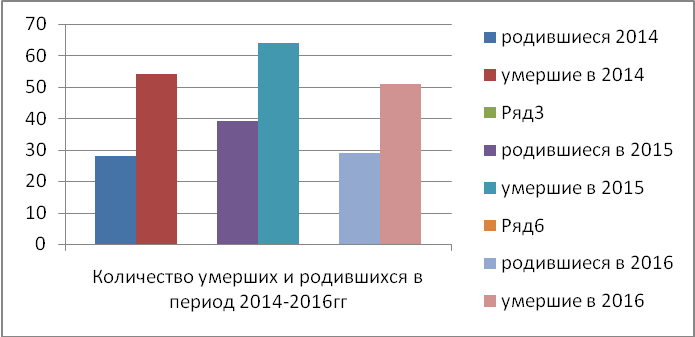 70
60
50
40
30
20
10
0
Количество умерших и родившихся в
период 2014-2016гг
родившиеся 2014
умершие в 2014
Ряд3
родившиеся в 2015
умершие в 2015
Ряд6
родившиеся в 2016
умершие в 2016